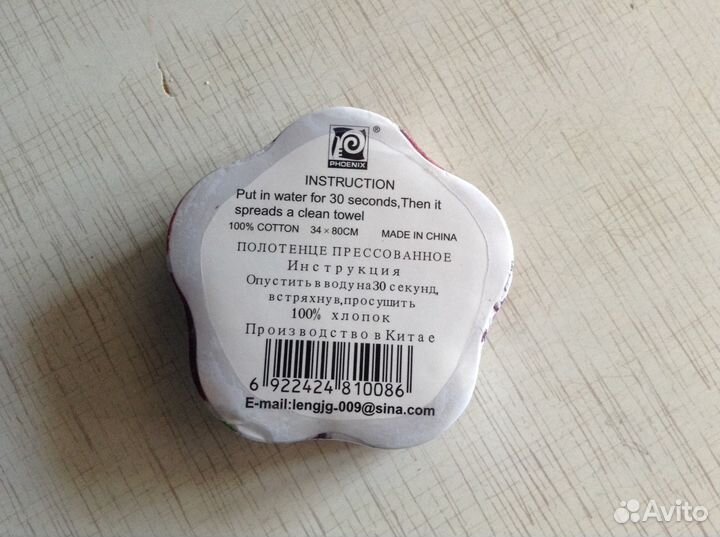 ®
PHOENIX
INSTRUCTION
Put in water for 30 seconds,Then it
spreads a clean towel
100% COTTON 34×80CM MADE IN CHINA
ПОЛОТЕНЦЕ ПРЕССОВАННОЕ
Инструкция
Опустить в воду на 30 секунд,
встряхнув, просушить
100% хлопок
Производство в Китае
6 922424 810086
E-mail:lengjg-009@sina.com
Avito